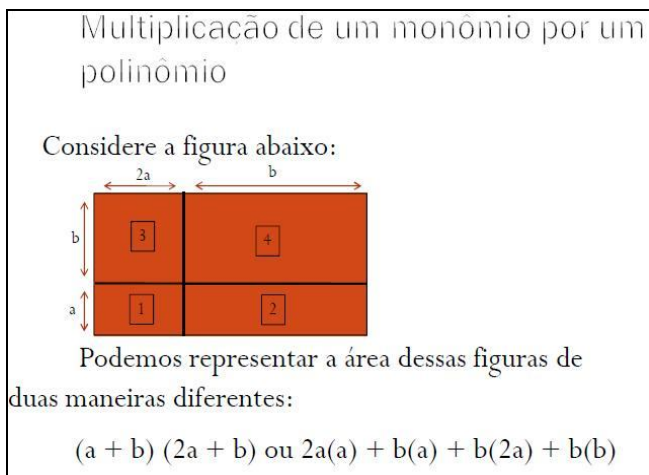 Multiplicação de um monômio por um
polinômio
Considere a figura abaixo:
2a b
b 3 4
a 1 2
Podemos representar a área dessas figuras de
duas maneiras diferentes:
(a + b) (2a + b) ou 2a(a) + b(a) + b(2a) + b(b)